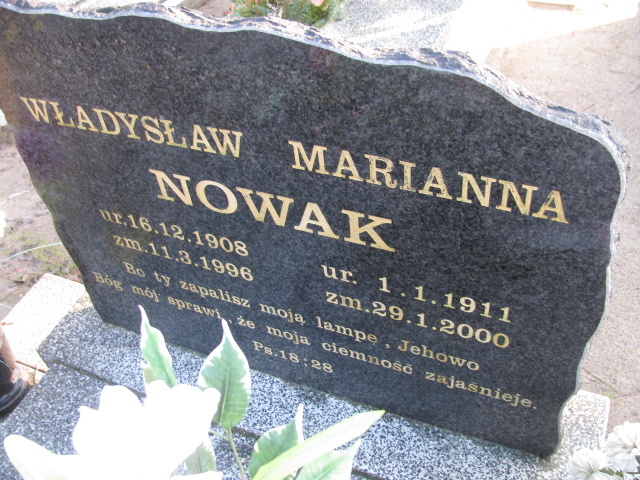 WŁADYSŁAW MARIANNA
NOWAK
ur.16.12.1908 ur. 1.1.1911
zm.11.3.1996 zm.29.1.2000
Bo ty zapalisz moją lampę, Jehowo
Bóg mój sprawi, że moja ciemność zajaśnieje.
Ps.18:28